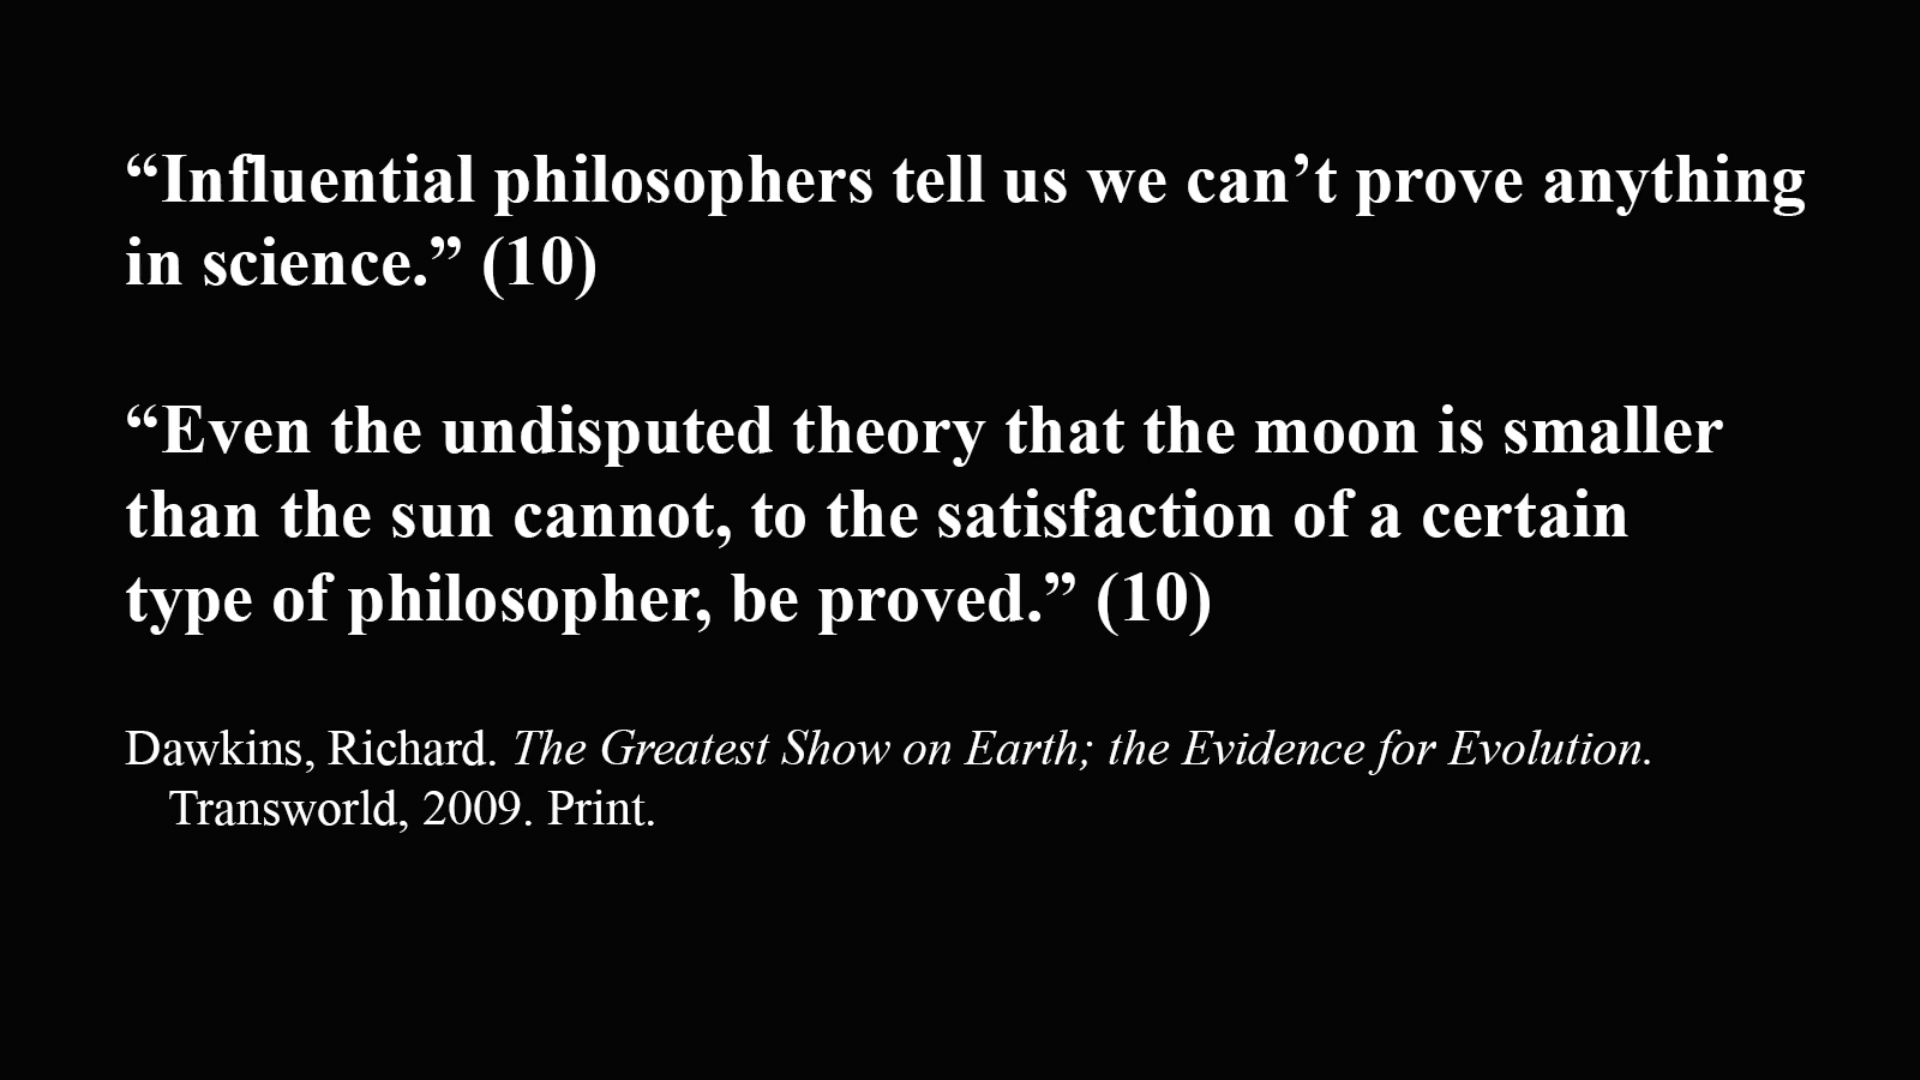 “Influential philosophers tell us we can’t prove anything
in science.” (10)
“Even the undisputed theory that the moon is smaller
than the sun cannot, to the satisfaction of a certain
type of philosopher, be proved.” (10)
Dawkins, Richard. The Greatest Show on Earth; the Evidence for Evolution.
Transworld, 2009. Print.